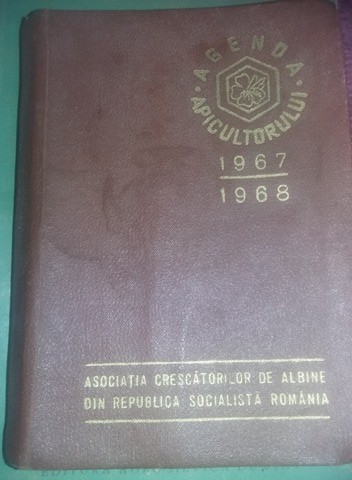 AGENDA
APICULTORULUI
1967
1968
ASOCIAȚIA CRESCĂTORILOR DE ALBINE
DIN REPUBLICA SOCIALISTĂ ROMÂNIA